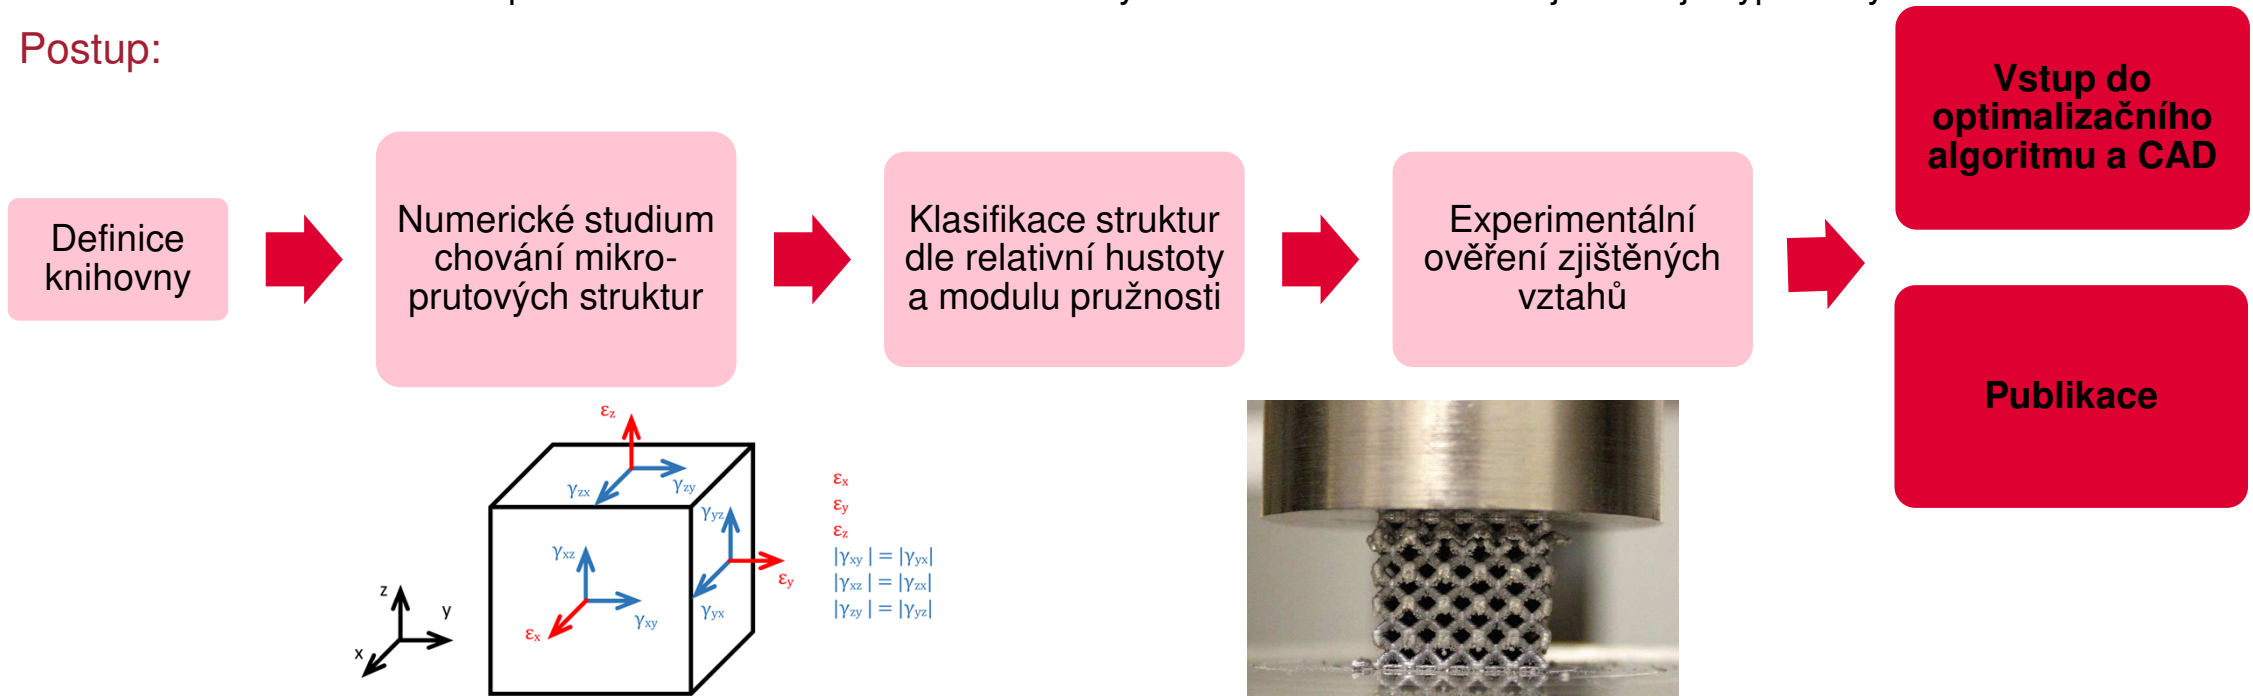 Postup:
Definice
knihovny
Numerické studium
chování mikro-
prutových struktur
Klasifikace struktur
dle relativní hustoty
a modulu pružnosti
Experimentální
ověření zjištěných
vztahů
Vstup do
optimalizačního
algoritmu a CAD
Publikace
εz
γzx
γzy
γyz
γxz
εy
γyx
γxy
εx
z
y
x
εx
εy
εz
|γxy | = |γyx|
|γxz | = |γzx|
|γzy | = |γyz|